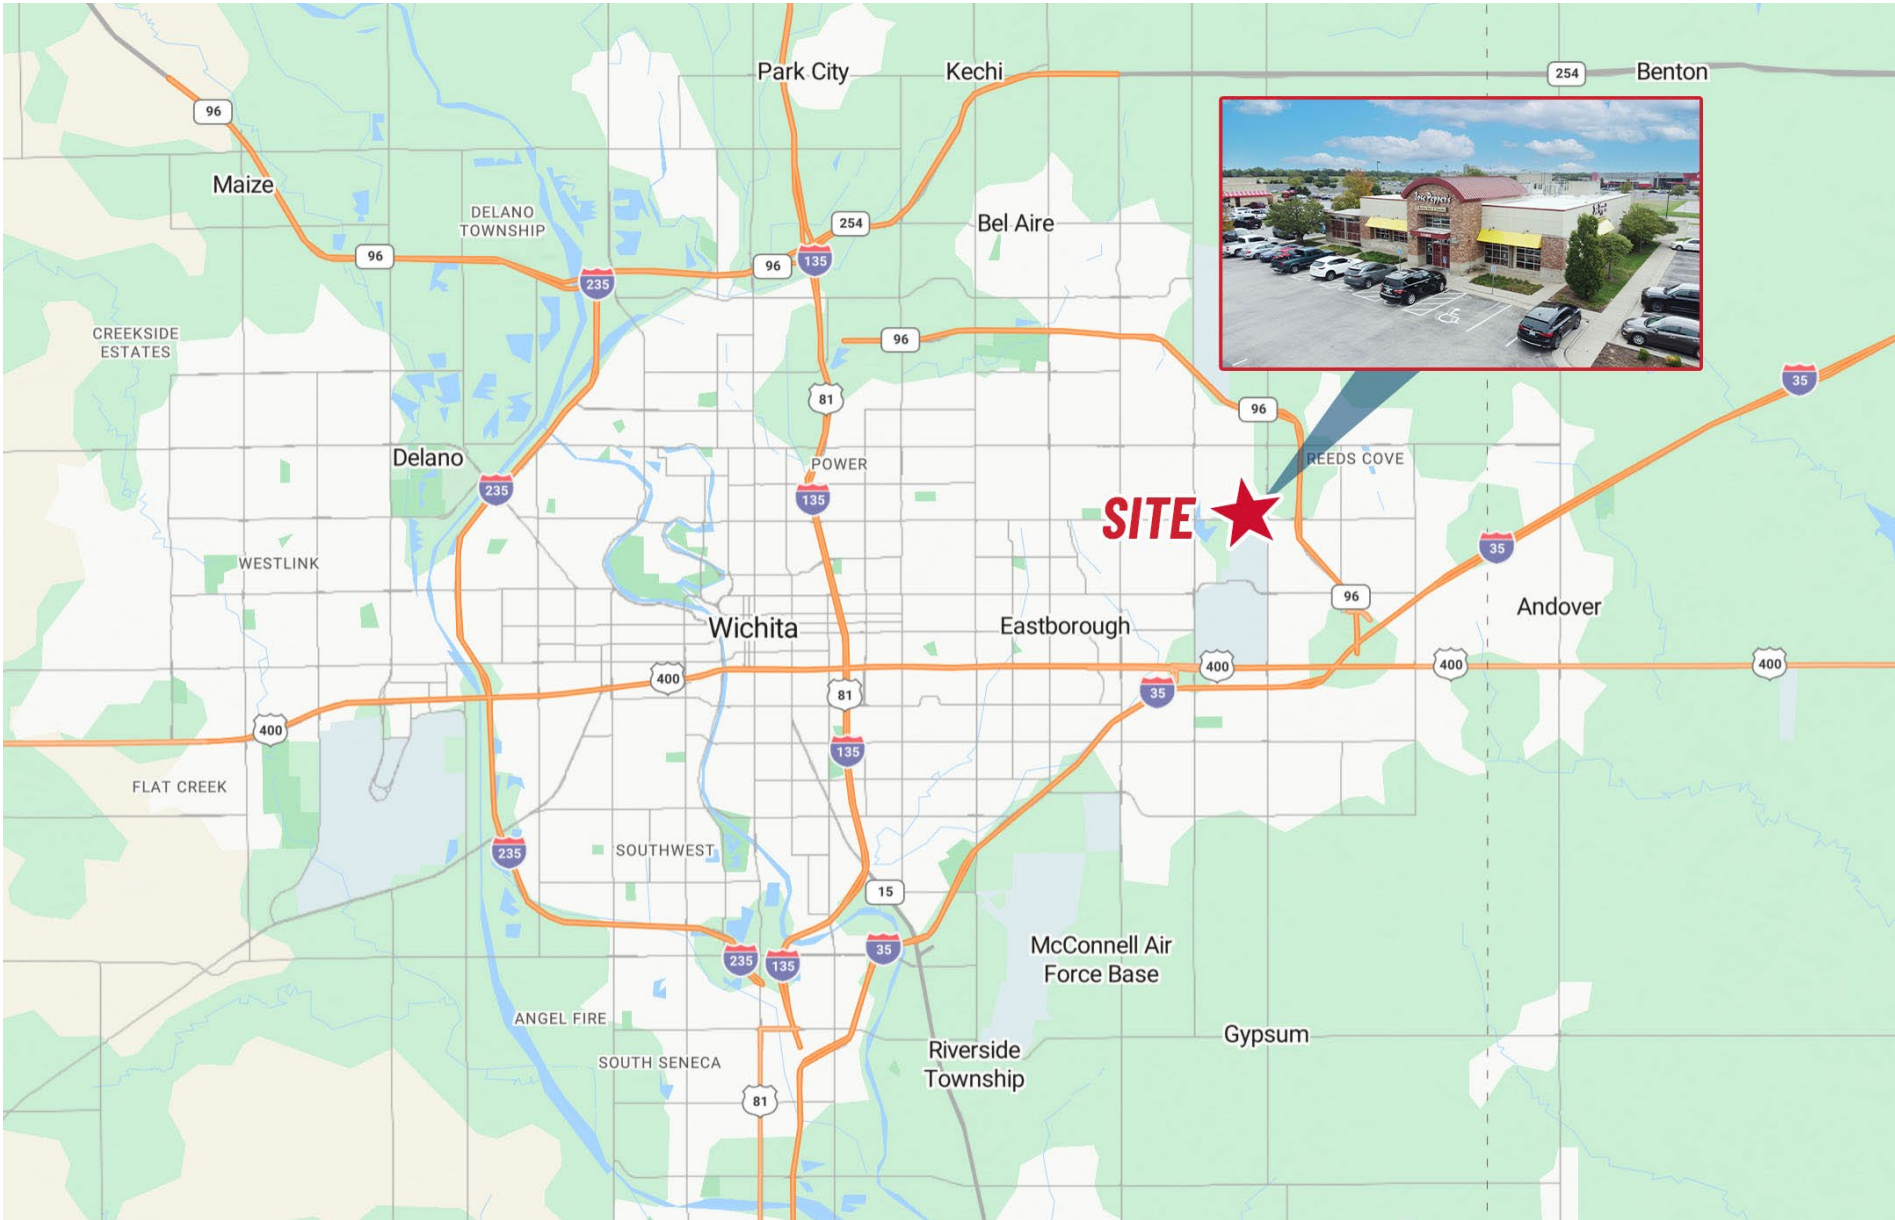 Park City
Kechi
254
Benton
96
Maize
DELANO
TOWNSHIP
254
Bel Aire
96
96
135
235
CREEKSIDE
ESTATES
96
81
96
35
Jose Pepper's
Delano
POWER
REEDS COVE
235
135
SITE
35
WESTLINK
96
Andover
Wichita
Eastborough
400
400
400
400
81
35
400
135
FLAT CREEK
235
SOUTHWEST
15
235
135
35
McConnell Air
Force Base
ANGEL FIRE
Gypsum
SOUTH SENECA
Riverside
Township
81